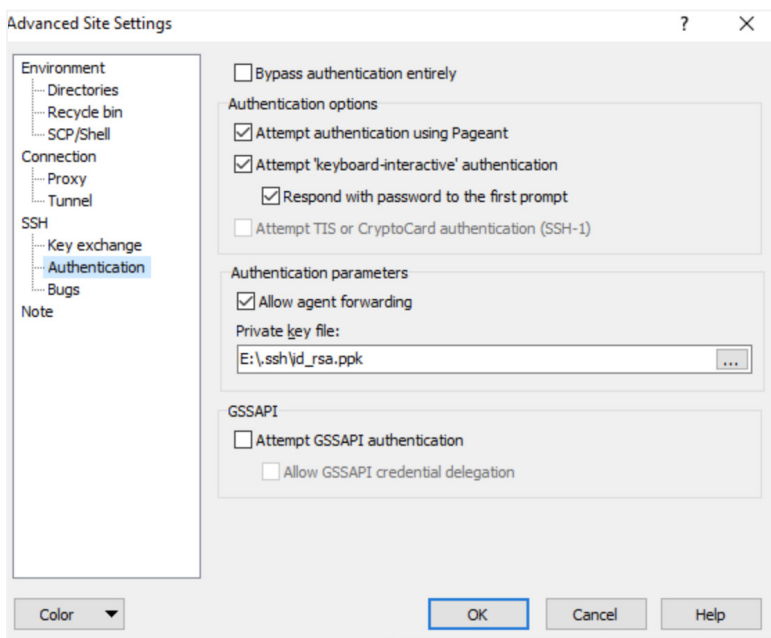 Advanced Site Settings
?
Environment
Directories
Recycle bin
SCP/Shell
Connection
Proxy
Tunnel
SSH
Key exchange
Authentication
Bugs
Note
Bypass authentication entirely
Authentication options
Attempt authentication using Pageant
Attempt 'keyboard-interactive' authentication
Respond with password to the first prompt
Attempt TIS or CryptoCard authentication (SSH-1)
Authentication parameters
Allow agent forwarding
Private key file:
E:\.ssh\id_rsa.ppk
...
GSSAPI
Attempt GSSAPI authentication
Allow GSSAPI credential delegation
Color
OK
Cancel
Help